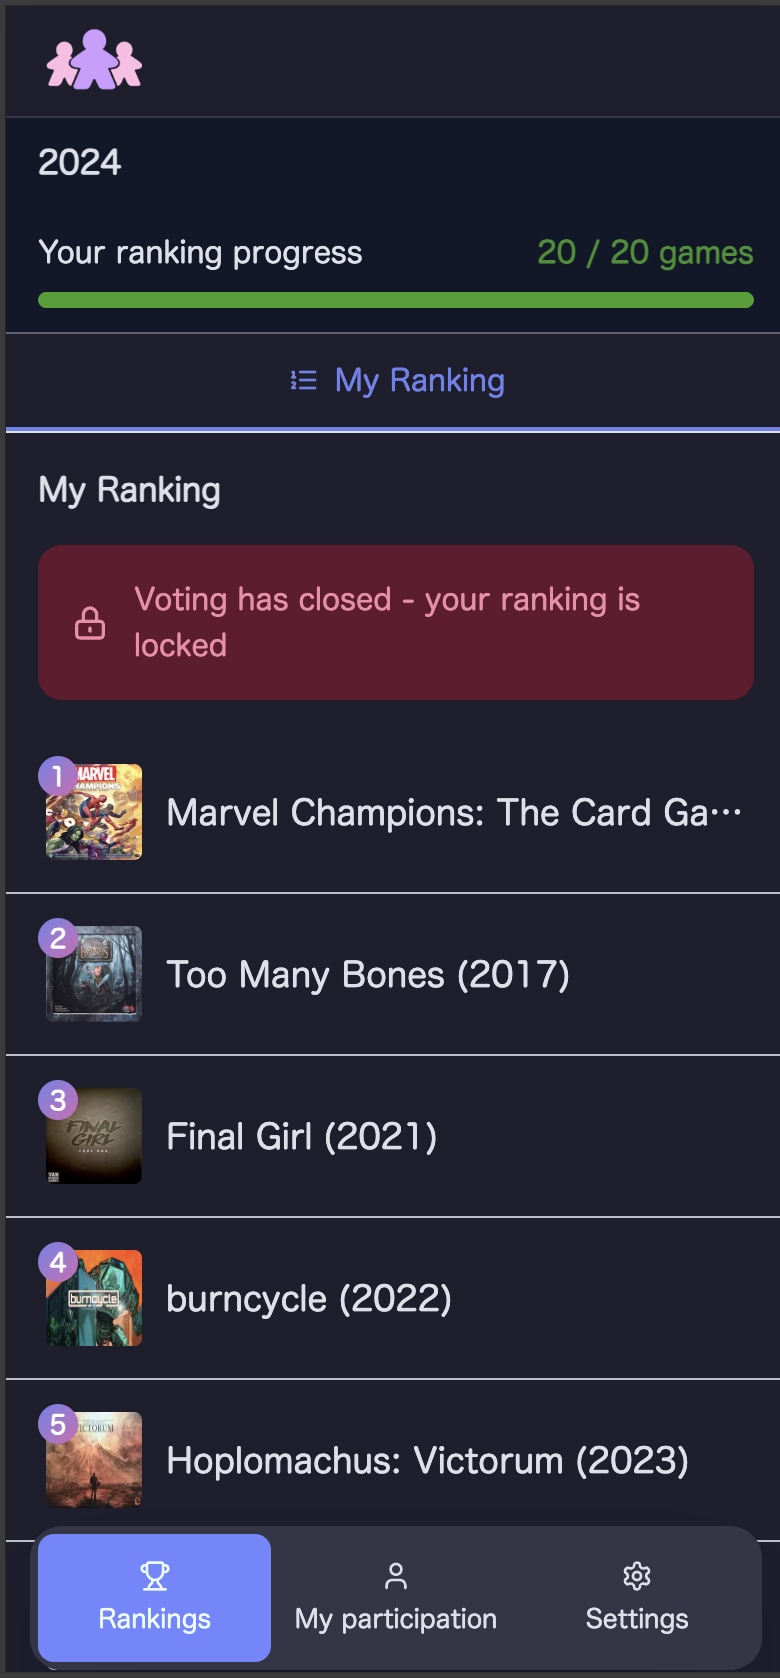 2024
Your ranking progress
20 / 20 games
My Ranking
My Ranking
Voting has closed - your ranking is
locked
1
MARVEL
CHAMPIONS
Marvel Champions: The Card Ga···
2
BONES
Too Many Bones (2017)
3
FINAL
GIRL
Final Girl (2021)
4
burncycle
burncycle (2022)
5
VICTORUM
Hoplomachus: Victorum (2023)
Rankings
My participation
Settings